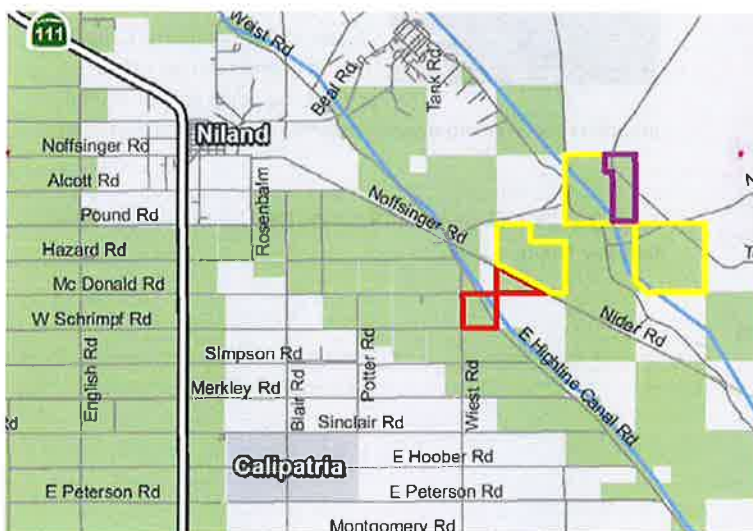 111
Weist Rd
Beal Rd
Tank Rd
Niland
Noffsinger Rd
Alcott Rd
Pound Rd
Rosenbalm
Noffsinger Rd
Hazard Rd
Mc Donald Rd
W Schrimpf Rd
English Rd
Simpson Rd
Merkley Rd
Blair Rd
Potter Rd
Wiest Rd
Nider Rd
E Highline Canal Rd
Sinclair Rd
Calipatria
E Hoober Rd
E Peterson Rd
E Peterson Rd
Montgomery Rd